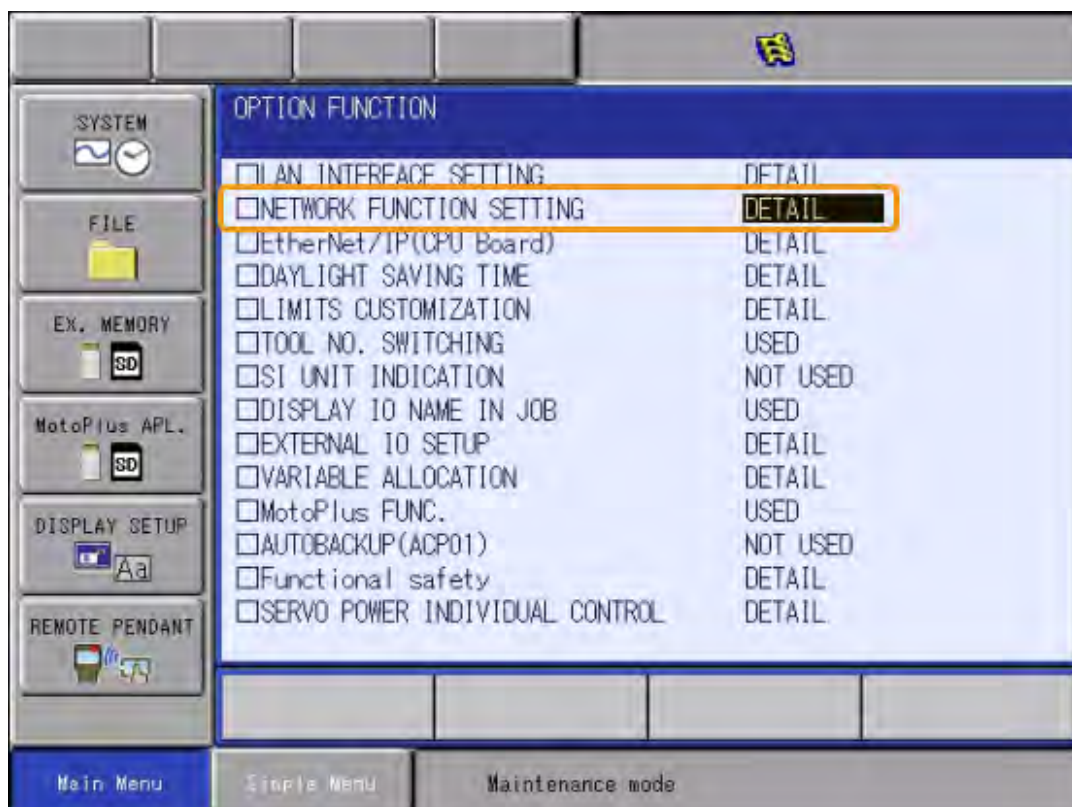 SYSTEM
FILE
EX. MEMORY
SD
MotoPlus APL.
SD
DISPLAY SETUP
Aa
REMOTE PENDANT
OPTION FUNCTION
LAN INTERFACE SETTING DETAIL
NETWORK FUNCTION SETTING DETAIL
EtherNet/IP(CPU Board) DETAIL
DAYLIGHT SAVING TIME DETAIL
LIMITS CUSTOMIZATION DETAIL
TOOL NO. SWITCHING USED
SI UNIT INDICATION NOT USED
DISPLAY IO NAME IN JOB USED
EXTERNAL IO SETUP DETAIL
VARIABLE ALLOCATION DETAIL
MotoPlus FUNC. USED
AUTOBACKUP(ACP01) NOT USED
Functional safety DETAIL
SERVO POWER INDIVIDUAL CONTROL DETAIL
Main Menu Simple Menu Maintenance mode